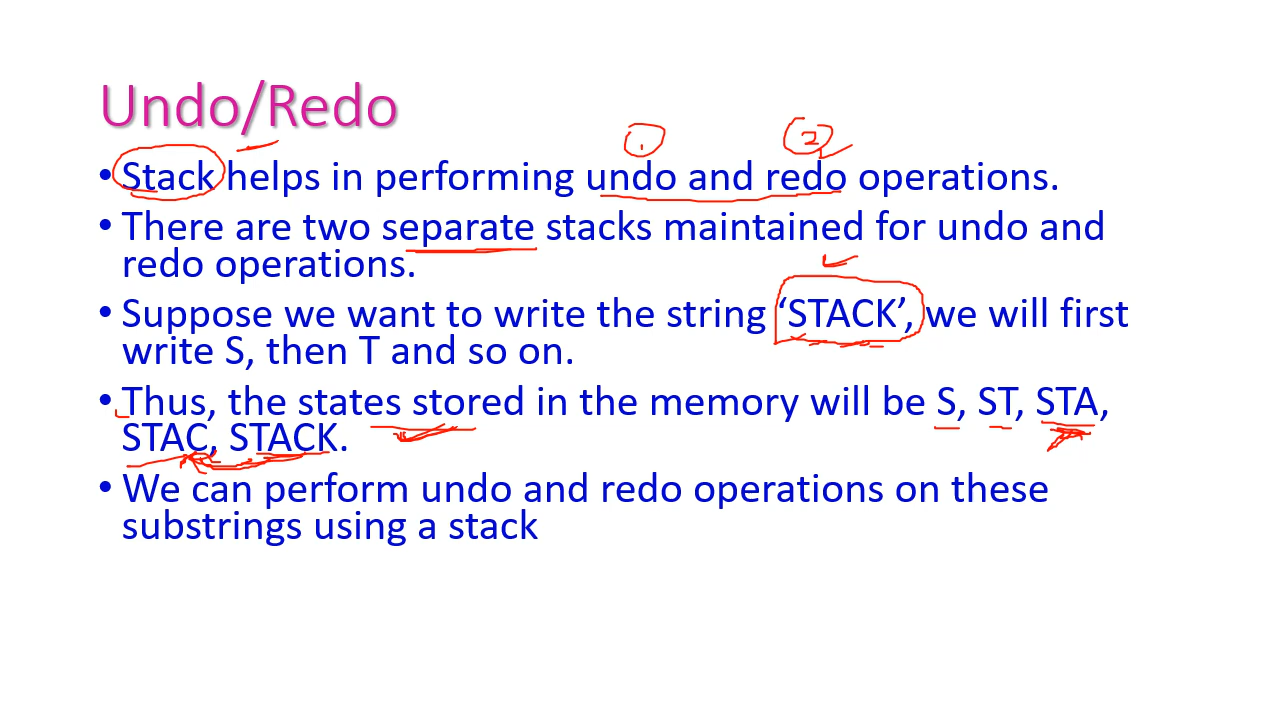 Undo/Redo
1 2
• Stack helps in performing undo and redo operations.
• There are two separate stacks maintained for undo and
redo operations.
• Suppose we want to write the string ‘STACK’, we will first
write S, then T and so on.
• Thus, the states stored in the memory will be S, ST, STA,
STAC, STACK.
• We can perform undo and redo operations on these
substrings using a stack